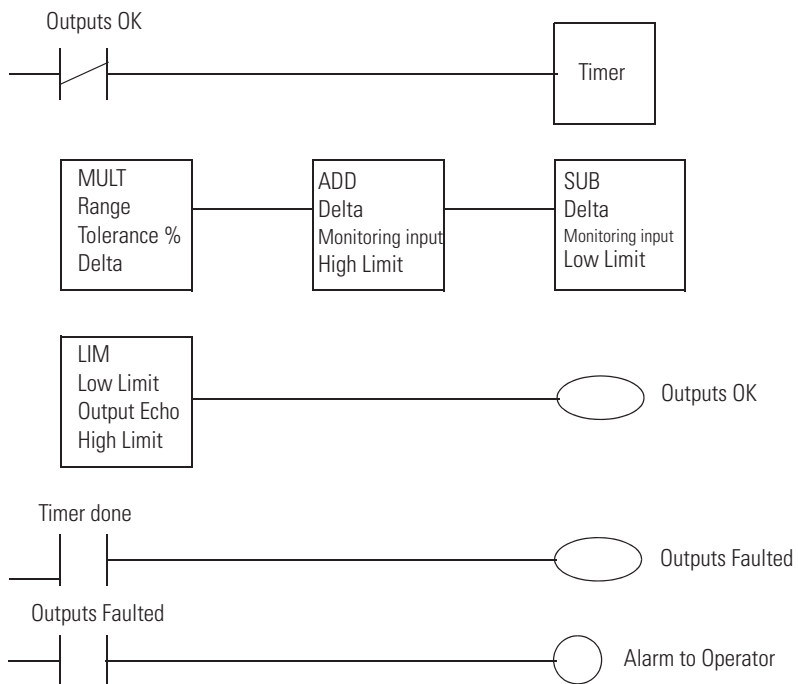 Outputs OK
Timer
MULT
Range
Tolerance %
Delta
ADD
Delta
Monitoring input
High Limit
SUB
Delta
Monitoring input
Low Limit
LIM
Low Limit
Output Echo
High Limit
Outputs OK
Timer done
Outputs Faulted
Outputs Faulted
Alarm to Operator